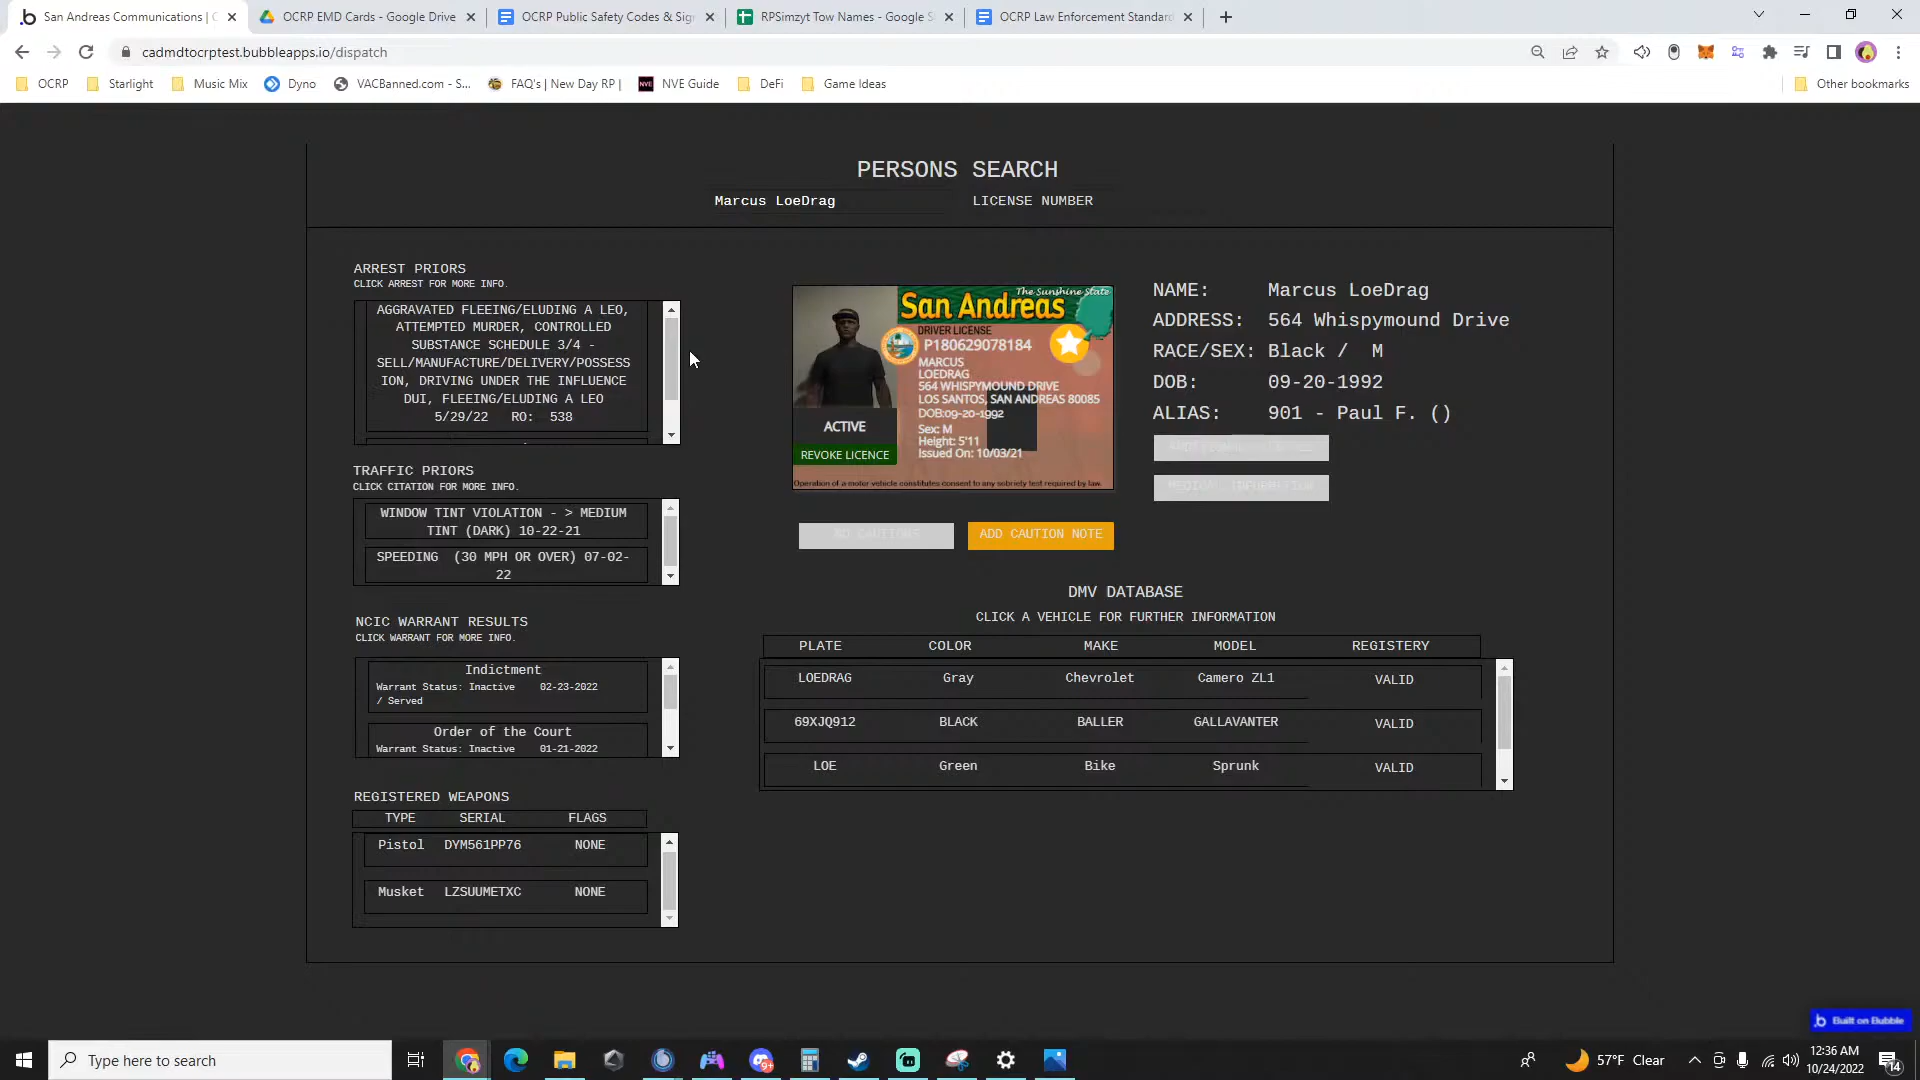 San Andreas Communications | C
OCRP EMD Cards - Google Drive
OCRP Public Safety Codes & Sig
RPSimzyt Tow Names - Google S
OCRP Law Enforcement Standard
cadmdtocrptest.bubbleapps.io/dispatch
OCRP
Starlight
Music Mix
Dyno
VACBanned.com - S...
FAQ's | New Day RP |
NVE Guide
DeFi
Game Ideas
Other bookmarks
PERSONS SEARCH
Marcus LoeDrag
LICENSE NUMBER
ARREST PRIORS
CLICK ARREST FOR MORE INFO.
AGGRAVATED FLEEING/ELUDING A LEO,
ATTEMPTED MURDER, CONTROLLED
SUBSTANCE SCHEDULE 3/4 -
SELL/MANUFACTURE/DELIVERY/POSSESS
ION, DRIVING UNDER THE INFLUENCE
DUI, FLEEING/ELUDING A LEO
5/29/22 RO: 538
TRAFFIC PRIORS
CLICK CITATION FOR MORE INFO.
WINDOW TINT VIOLATION - > MEDIUM
TINT (DARK) 10-22-21
SPEEDING (30 MPH OR OVER) 07-02-
22
NCIC WARRANT RESULTS
CLICK WARRANT FOR MORE INFO.
Indictment
Warrant Status: Inactive 02-23-2022
/ Served
Order of the Court
Warrant Status: Inactive 01-21-2022
REGISTERED WEAPONS
TYPE SERIAL FLAGS
Pistol DYM561PP76 NONE
Musket LZSUUMETXC NONE
The Sunshine State
San Andreas
DRIVER LICENSE
P180629078184
MARCUS
LOEDRAG
564 WHISPYMOUND DRIVE
LOS SANTOS, SAN ANDREAS 80085
DOB:09-20-1992
Sex: M
Height: 5'11
Issued On: 10/03/21
ACTIVE
REVOKE LICENCE
Operation of a motor vehicle constitutes consent to any sobriety test required by law.
NAME: Marcus LoeDrag
ADDRESS: 564 Whispymound Drive
RACE/SEX: Black / M
DOB: 09-20-1992
ALIAS: 901 - Paul F. ()
MEDICAL INFORMATION
NO CAUTIONS
ADD CAUTION NOTE
DMV DATABASE
CLICK A VEHICLE FOR FURTHER INFORMATION
PLATE COLOR MAKE MODEL REGISTERY
LOEDRAG Gray Chevrolet Camero ZL1 VALID
69XJQ912 BLACK BALLER GALLAVANTER VALID
LOE Green Bike Sprunk VALID
Built on Bubble
Type here to search
57°F Clear
12:36 AM
10/24/2022
14